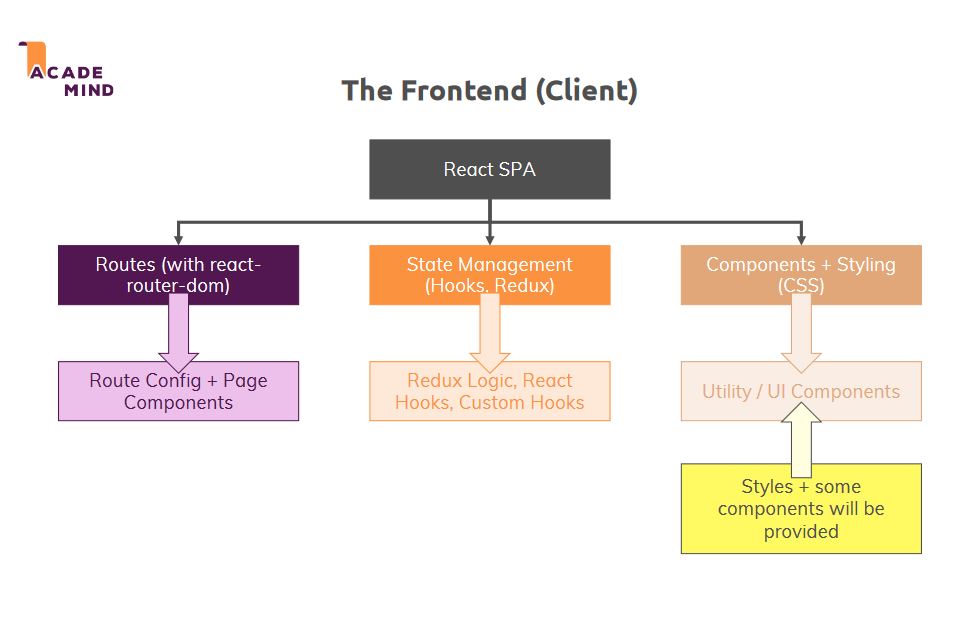 ACADE
MIND
The Frontend (Client)
React SPA
Routes (with react-
router-dom)
State Management
(Hooks, Redux)
Components + Styling
(CSS)
Route Config + Page
Components
Redux Logic, React
Hooks, Custom Hooks
Utility / UI Components
Styles + some
components will be
provided